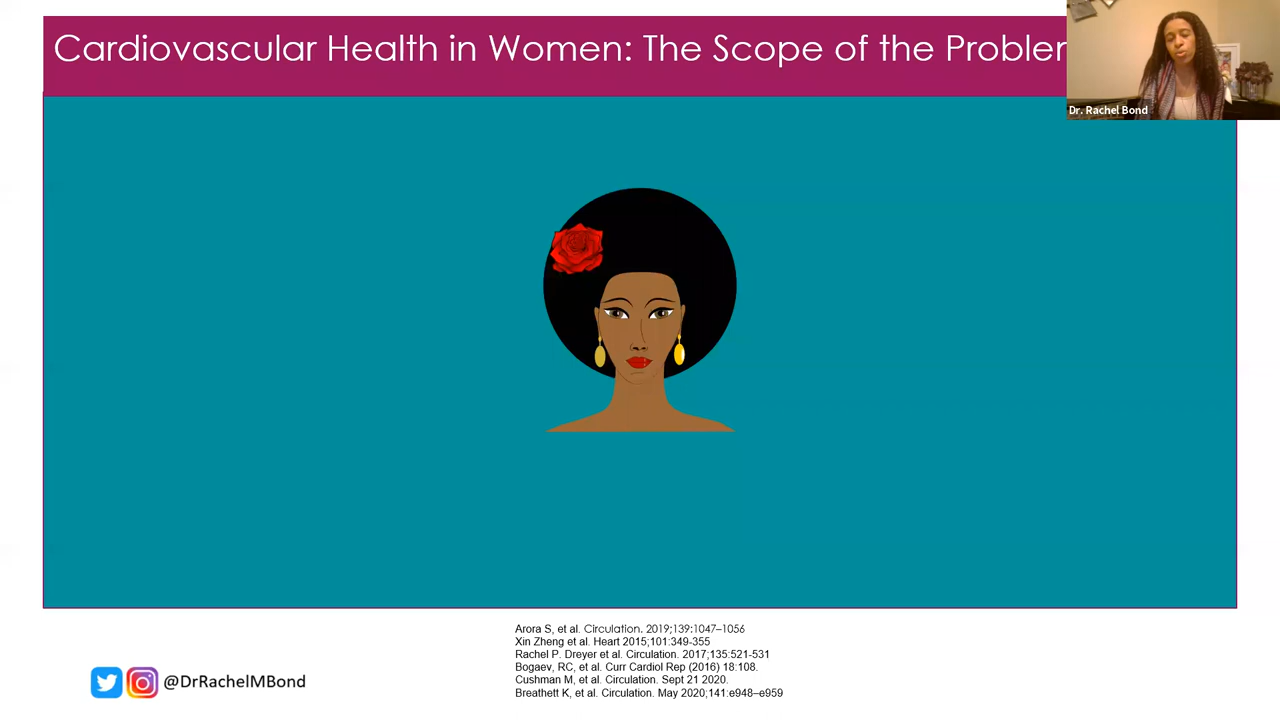 Cardiovascular Health in Women: The Scope of the
Dr. Rachel Bond
Arora S, et al. Circulation. 2019;139:1047–1056
Xin Zheng et al. Heart 2015;101:349-355
Rachel P. Dreyer et al. Circulation. 2017;135:521-531
Bogaev, RC, et al. Curr Cardiol Rep (2016) 18:108.
Cushman M, et al. Circulation. Sept 21 2020.
Breathett K, et al. Circulation. May 2020;141:e948–e959
@DrRachelMBond